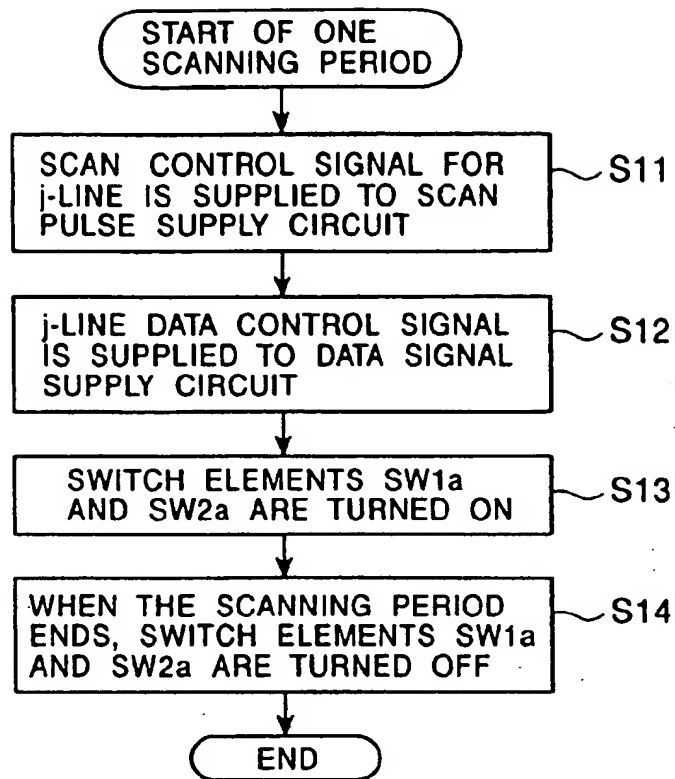 START OF ONE
SCANNING PERIOD
SCAN CONTROL SIGNAL FOR
j-LINE IS SUPPLIED TO SCAN
PULSE SUPPLY CIRCUIT
S11
j-LINE DATA CONTROL SIGNAL
IS SUPPLIED TO DATA SIGNAL
SUPPLY CIRCUIT
S12
SWITCH ELEMENTS SW1a
AND SW2a ARE TURNED ON
S13
WHEN THE SCANNING PERIOD
ENDS, SWITCH ELEMENTS SW1a
AND SW2a ARE TURNED OFF
S14
END